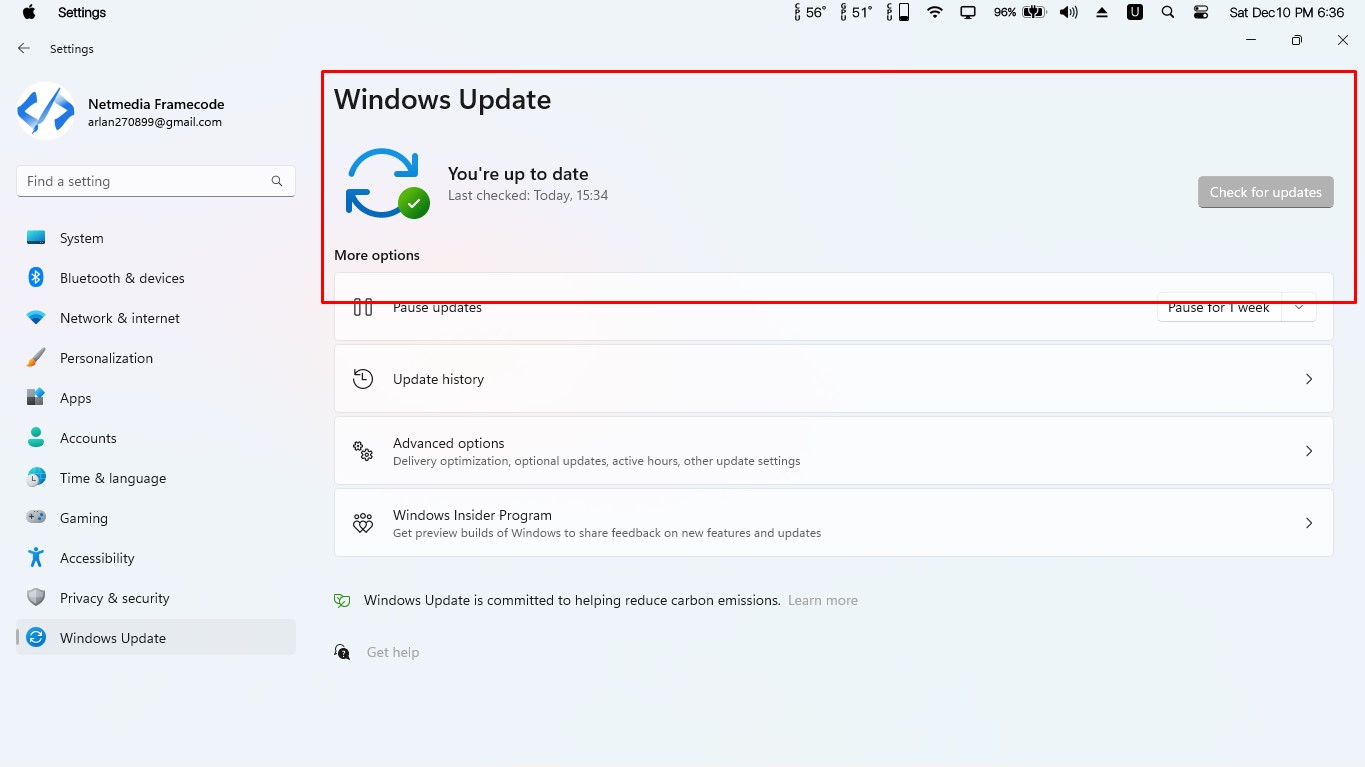 Settings
CPU 56° GPU 51° CPU 96% U Sat Dec10 PM 6:36
Settings
Netmedia Framecode
arlan270899@gmail.com
Find a setting
System
Bluetooth & devices
Network & internet
Personalization
Apps
Accounts
Time & language
Gaming
Accessibility
Privacy & security
Windows Update
Windows Update
You're up to date
Last checked: Today, 15:34
Check for updates
More options
Pause updates
Pause for 1 week
Update history
Advanced options
Delivery optimization, optional updates, active hours, other update settings
Windows Insider Program
Get preview builds of Windows to share feedback on new features and updates
Windows Update is committed to helping reduce carbon emissions. Learn more
Get help